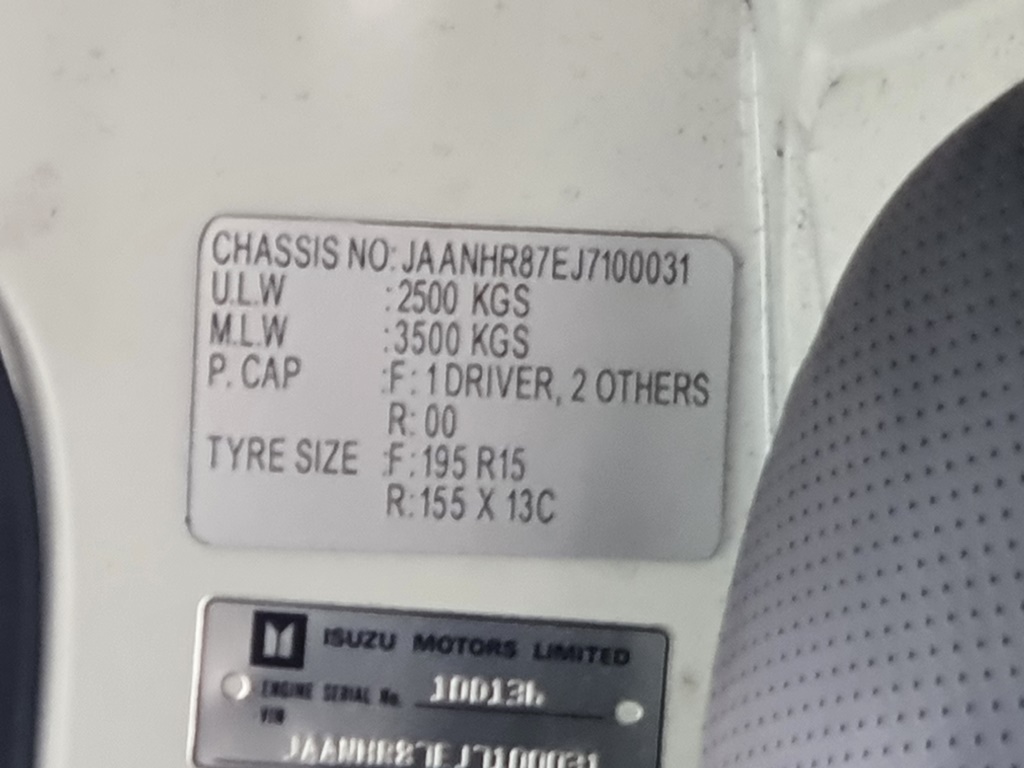 CHASSIS NO: JAANHR87EJ7100031
U.L.W :2500 KGS
M.L.W :3500 KGS
P. CAP :F: 1 DRIVER, 2 OTHERS
R: 00
TYRE SIZE :F: 195 R15
R: 155 X 13C
ISUZU MOTORS LIMITED
ENGINE SERIAL No.
VIN
JAANHR87EJ7100031